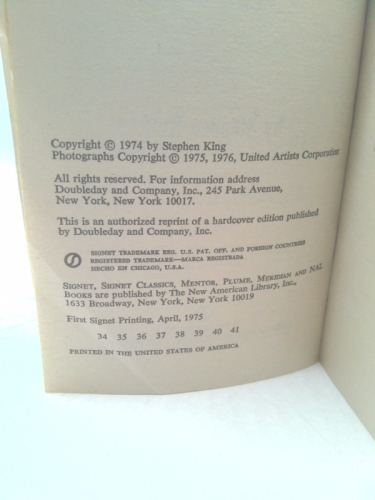 Copyright © 1974 by Stephen King
Photographs Copyright © 1975, 1976, United Artists Corporation
All rights reserved. For information address
Doubleday and Company, Inc., 245 Park Avenue,
New York, New York 10017.
This is an authorized reprint of a hardcover edition published
by Doubleday and Company, Inc.
SIGNET TRADEMARK REG. U.S. PAT. OFF. AND FOREIGN COUNTRIES
REGISTERED TRADEMARK—MARCA REGISTRADA
HECHO EN CHICAGO, U.S.A.
SIGNET, SIGNET CLASSICS, MENTOR, PLUME, MERIDIAN AND NAL
BOOKS are published by The New American Library, Inc.,
1633 Broadway, New York, New York 10019
First Signet Printing, April, 1975
34 35 36 37 38 39 40 41
PRINTED IN THE UNITED STATES OF AMERICA